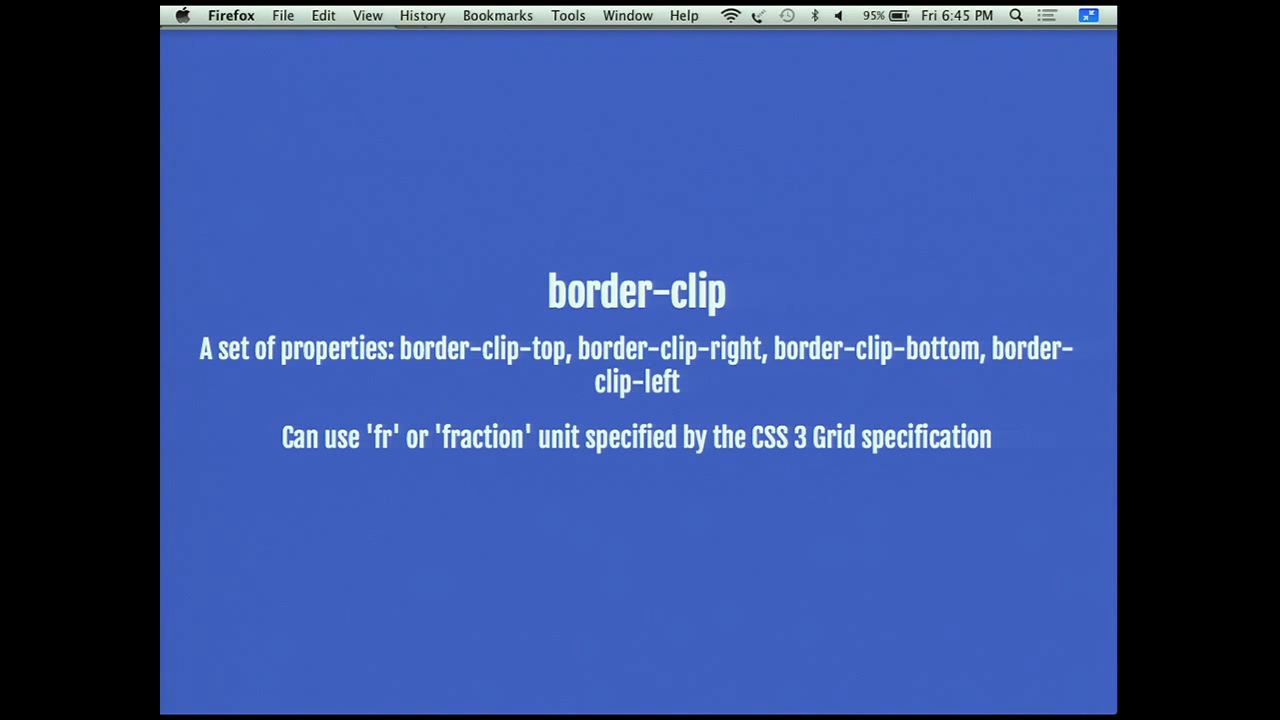 Firefox File Edit View History Bookmarks Tools Window Help 95% Fri 6:45 PM
border-clip
A set of properties: border-clip-top, border-clip-right, border-clip-bottom, border-
clip-left
Can use 'fr' or 'fraction' unit specified by the CSS 3 Grid specification